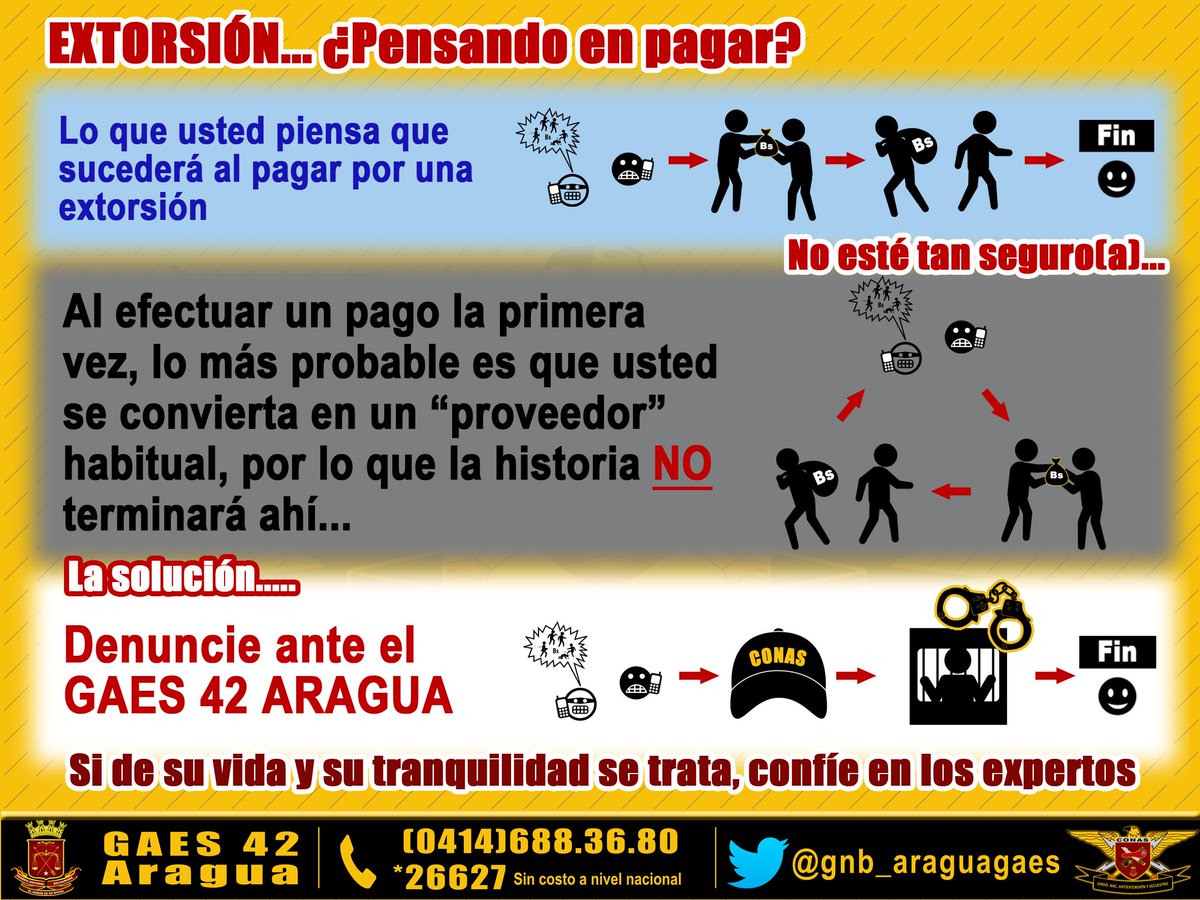 EXTORSIÓN... ¿Pensando en pagar?
Lo que usted piensa que
sucederá al pagar por una
extorsión
Bs
Bs
Bs
Fin
No esté tan seguro(a)...
Al efectuar un pago la primera
vez, lo más probable es que usted
se convierta en un “proveedor”
habitual, por lo que la historia NO
terminará ahí...
Bs
Bs
Bs
La solución.....
Denuncie ante el
GAES 42 ARAGUA
Bs
CONAS
Fin
Si de su vida y su tranquilidad se trata, confíe en los expertos
GAES 42
Aragua
(0414)688.36.80
*26627 Sin costo a nivel nacional
@gnb_araguagaes
CONAS
CMDO. NAC. ANTIEXTORSIÓN Y SECUESTRO